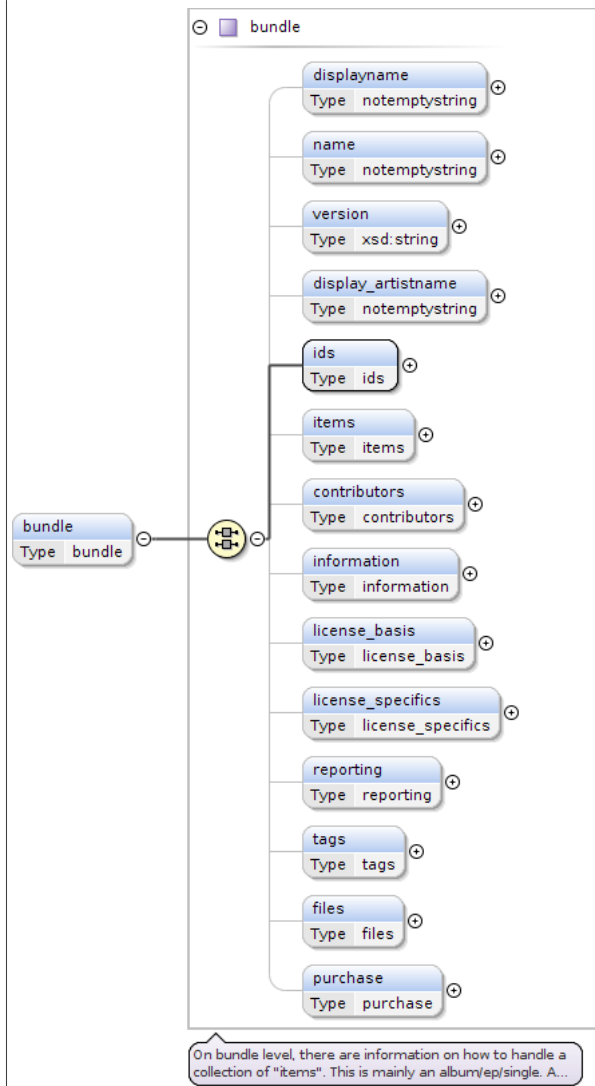 bundle
displayname
Type notemptystring
name
Type notemptystring
version
Type xsd:string
display_artistname
Type notemptystring
ids
Type ids
items
Type items
contributors
Type contributors
bundle
Type bundle
information
Type information
license_basis
Type license_basis
license_specifics
Type license_specifics
reporting
Type reporting
tags
Type tags
files
Type files
purchase
Type purchase
On bundle level, there are information on how to handle a
collection of "items". This is mainly an album/ep/single. A...